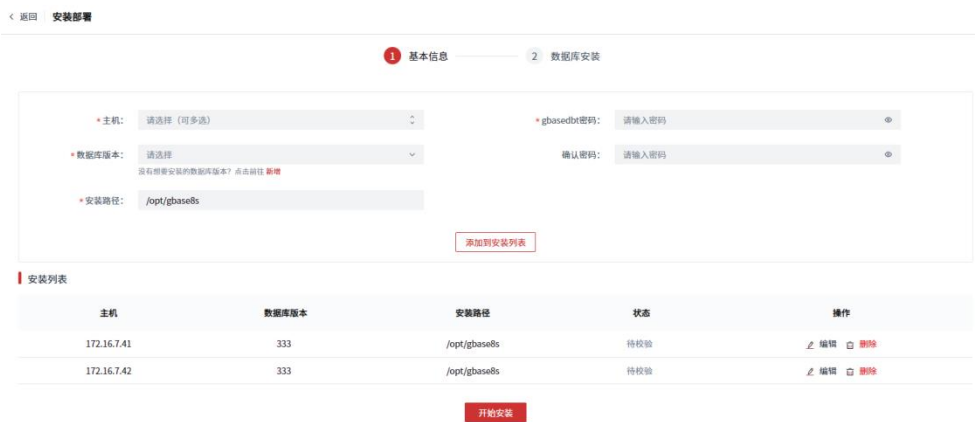 返回 安装部署
1 基本信息 2 数据库安装
*主机： 请选择（可多选） *gbasedbt密码： 请输入密码
*数据库版本： 请选择 确认密码： 请输入密码
没有想要安装的数据库版本？点击前往 新增
*安装路径： /opt/gbase8s
添加到安装列表
安装列表
主机 数据库版本 安装路径 状态 操作
172.16.7.41 333 /opt/gbase8s 待校验 编辑 删除
172.16.7.42 333 /opt/gbase8s 待校验 编辑 删除
开始安装